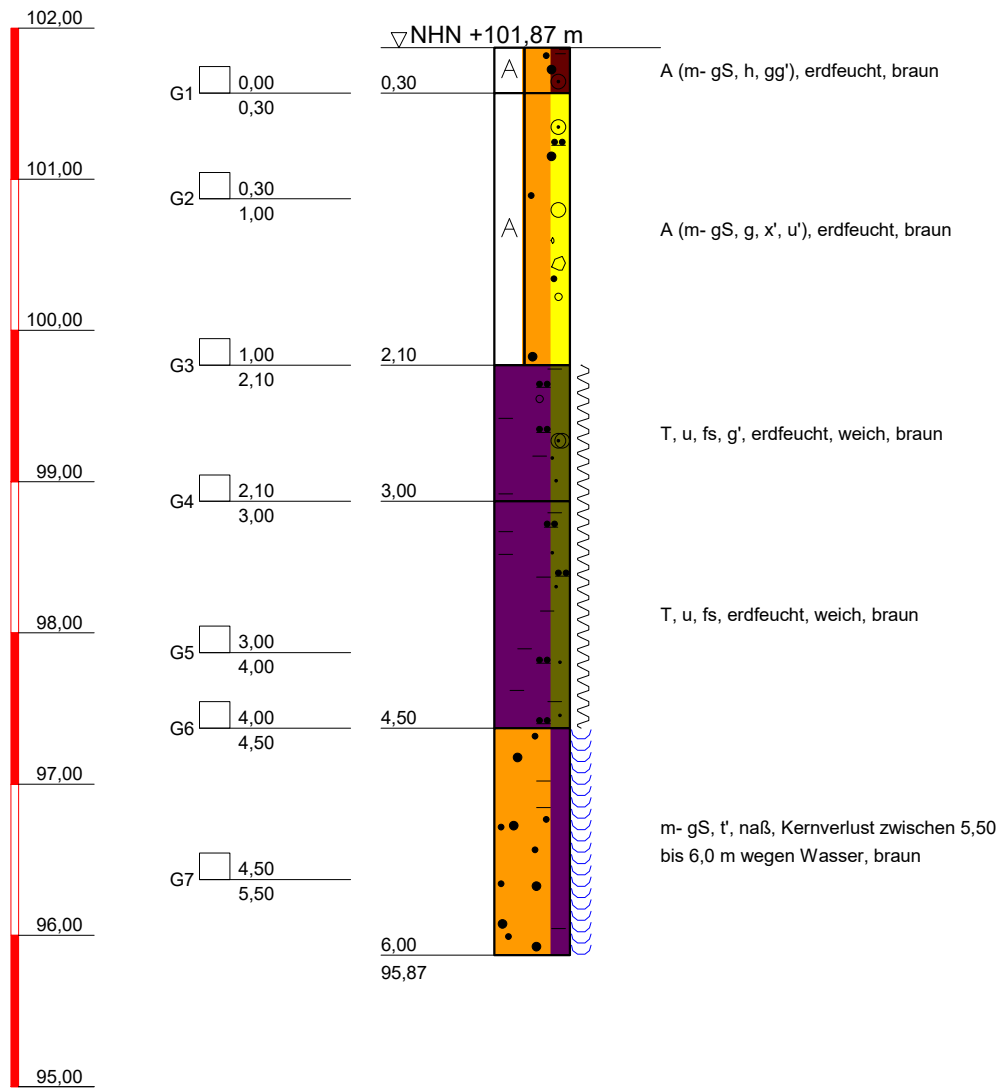 102,00
NHN +101,87 m
A (m- gS, h, gg'), erdfeucht, braun
A
G1
0,00
0,30
0,30
101,00
G2
0,30
1,00
A
A (m- gS, g, x', u'), erdfeucht, braun
100,00
G3
1,00
2,10
2,10
T, u, fs, g', erdfeucht, weich, braun
99,00
G4
2,10
3,00
3,00
T, u, fs, erdfeucht, weich, braun
98,00
G5
3,00
4,00
G6
4,00
4,50
4,50
97,00
m- gS, t', naß, Kernverlust zwischen 5,50
bis 6,0 m wegen Wasser, braun
G7
4,50
5,50
96,00
6,00
95,87
95,00